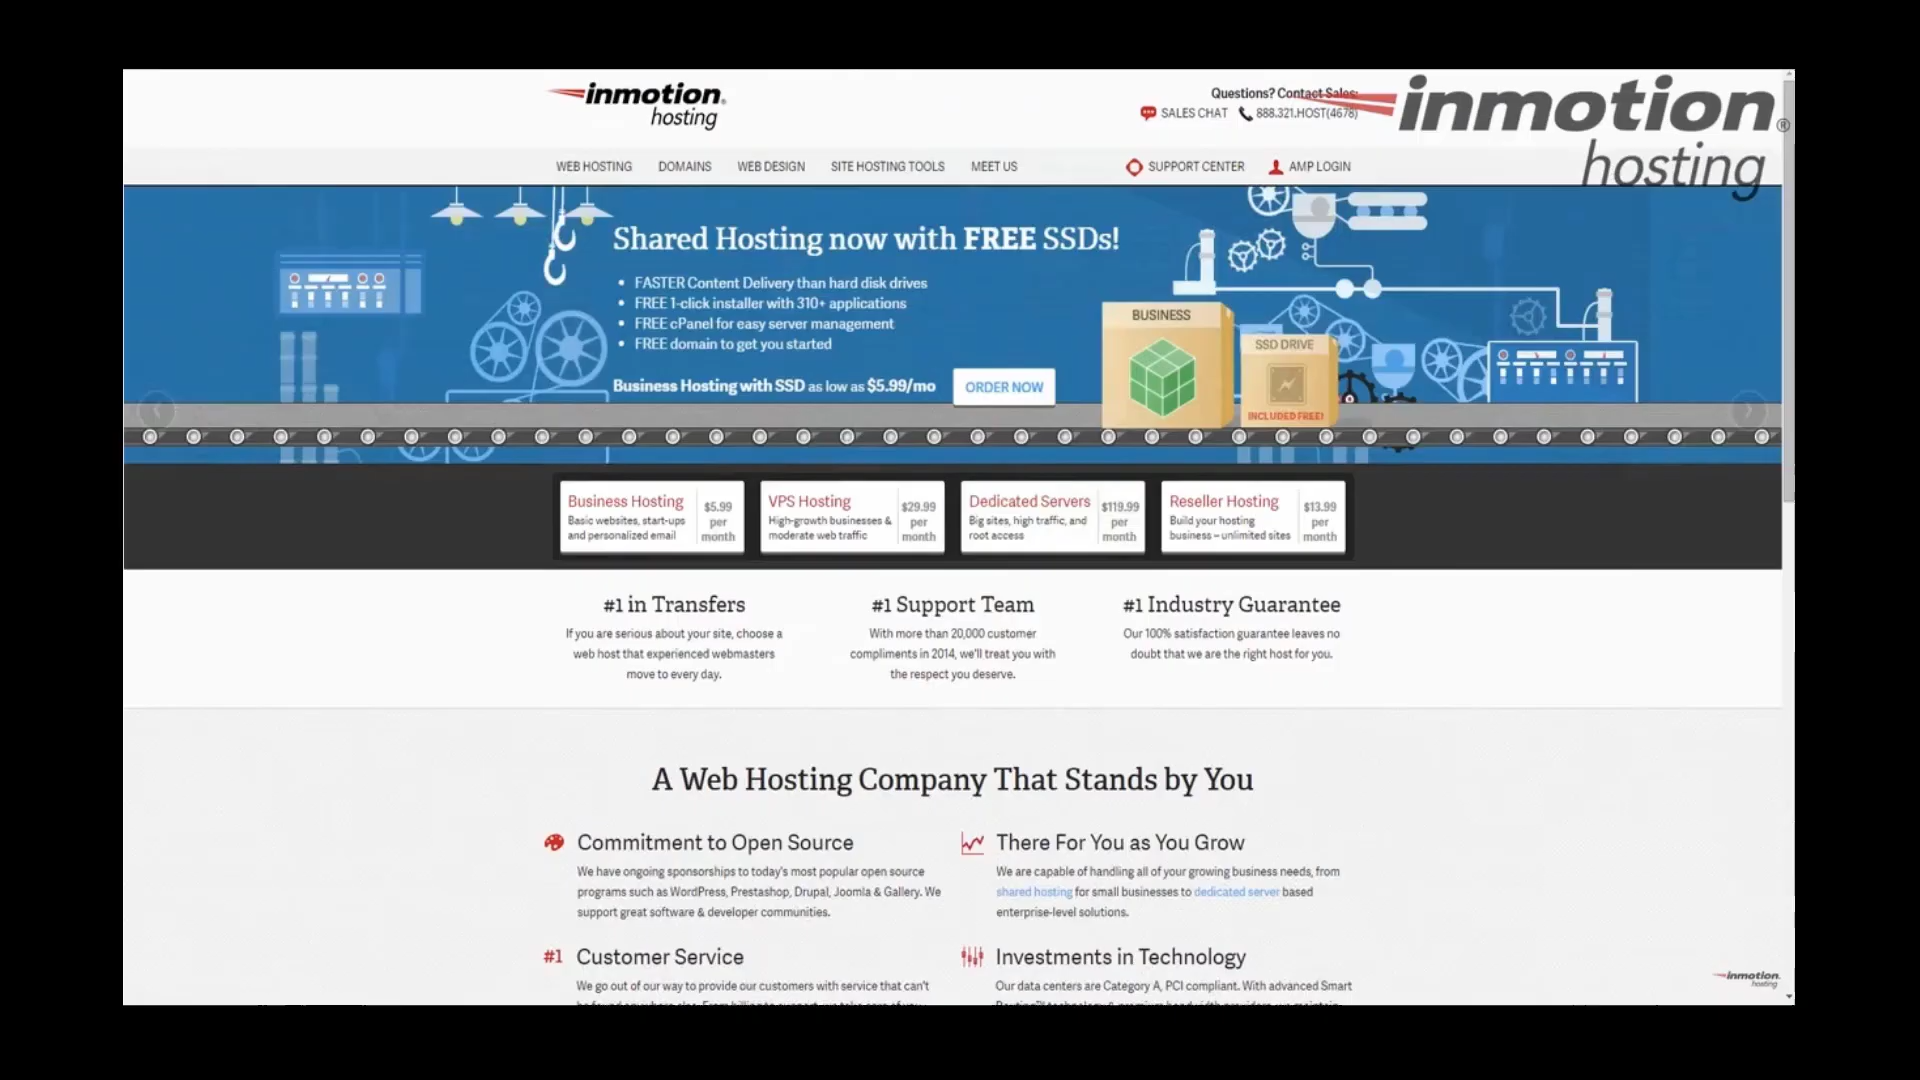 inmotion
hosting
Questions? Contact Sales:
SALES CHAT 888.321.HOST(4678)
inmotion®
hosting
WEB HOSTING DOMAINS WEB DESIGN SITE HOSTING TOOLS MEET US SUPPORT CENTER AMP LOGIN
Shared Hosting now with FREE SSDs!
• FASTER Content Delivery than hard disk drives
• FREE 1-click installer with 310+ applications
• FREE cPanel for easy server management
• FREE domain to get you started
Business Hosting with SSD as low as $5.99/mo
ORDER NOW
BUSINESS
SSD DRIVE
INCLUDED FREE!
Business Hosting
Basic websites, start-ups
and personalized email
$5.99
per
month
VPS Hosting
High-growth businesses &
moderate web traffic
$29.99
per
month
Dedicated Servers
Big sites, high traffic, and
root access
$119.99
per
month
Reseller Hosting
Build your hosting
business – unlimited sites
$13.99
per
month
#1 in Transfers
If you are serious about your site, choose a
web host that experienced webmasters
move to every day.
#1 Support Team
With more than 20,000 customer
compliments in 2014, we'll treat you with
the respect you deserve.
#1 Industry Guarantee
Our 100% satisfaction guarantee leaves no
doubt that we are the right host for you.
A Web Hosting Company That Stands by You
Commitment to Open Source
We have ongoing sponsorships to today's most popular open source
programs such as WordPress, Prestashop, Drupal, Joomla & Gallery. We
support great software & developer communities.
There For You as You Grow
We are capable of handling all of your growing business needs, from
shared hosting for small businesses to dedicated server based
enterprise-level solutions.
#1 Customer Service
We go out of our way to provide our customers with service that can't
Investments in Technology
Our data centers are Category A, PCI compliant. With advanced Smart
inmotion
hosting